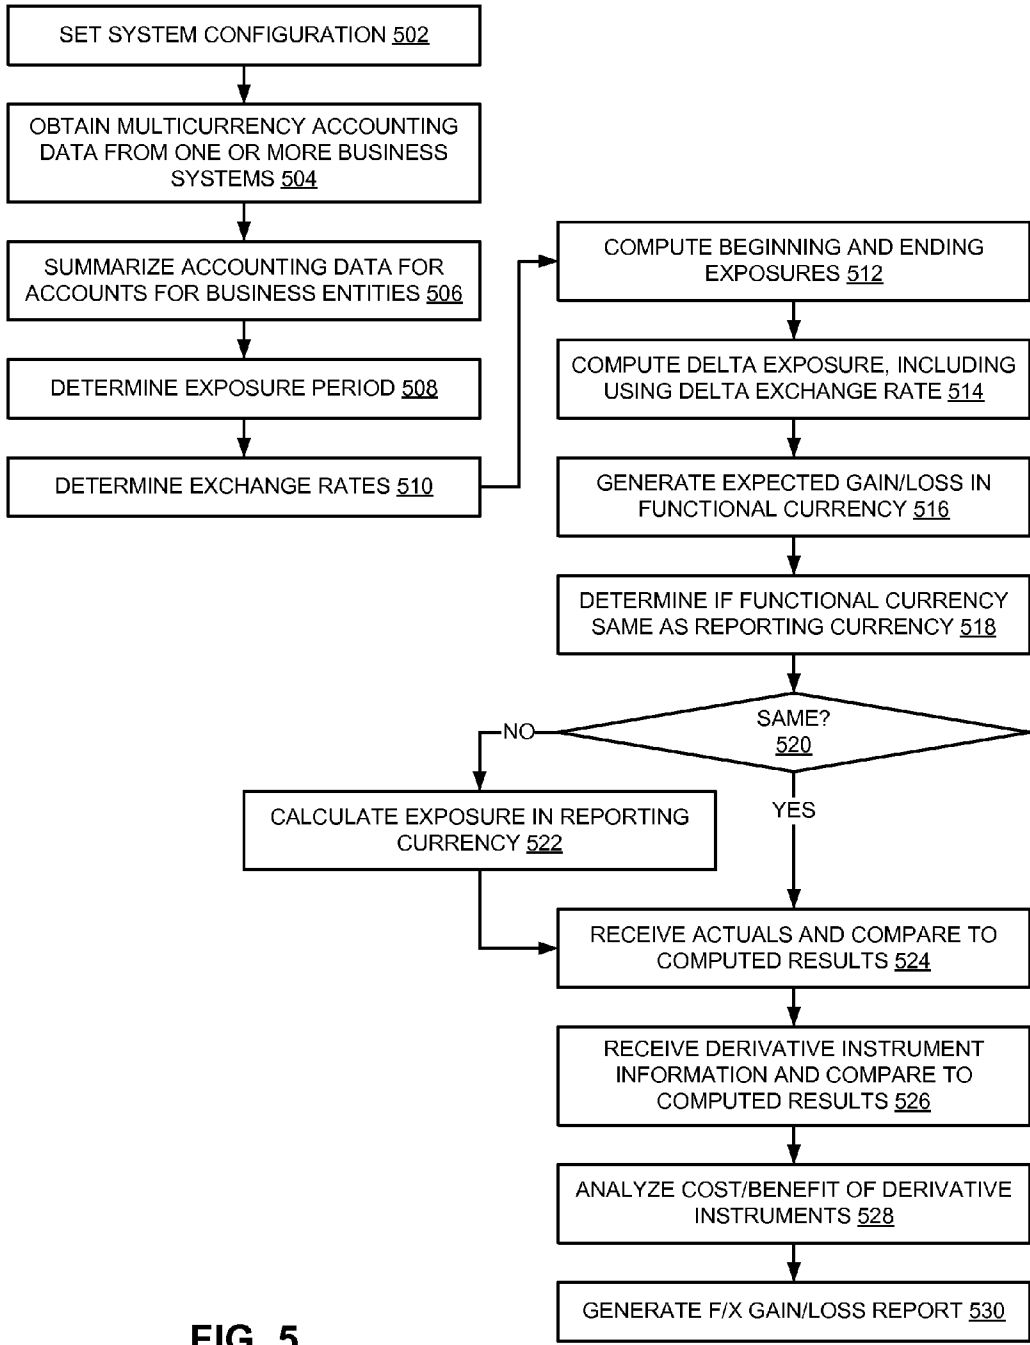 SET SYSTEM CONFIGURATION 502
OBTAIN MULTICURRENCY ACCOUNTING
DATA FROM ONE OR MORE BUSINESS
SYSTEMS 504
SUMMARIZE ACCOUNTING DATA FOR
ACCOUNTS FOR BUSINESS ENTITIES 506
DETERMINE EXPOSURE PERIOD 508
DETERMINE EXCHANGE RATES 510
COMPUTE BEGINNING AND ENDING
EXPOSURES 512
COMPUTE DELTA EXPOSURE, INCLUDING
USING DELTA EXCHANGE RATE 514
GENERATE EXPECTED GAIN/LOSS IN
FUNCTIONAL CURRENCY 516
DETERMINE IF FUNCTIONAL CURRENCY
SAME AS REPORTING CURRENCY 518
SAME?
520
NO
YES
CALCULATE EXPOSURE IN REPORTING
CURRENCY 522
RECEIVE ACTUALS AND COMPARE TO
COMPUTED RESULTS 524
RECEIVE DERIVATIVE INSTRUMENT
INFORMATION AND COMPARE TO
COMPUTED RESULTS 526
ANALYZE COST/BENEFIT OF DERIVATIVE
INSTRUMENTS 528
GENERATE F/X GAIN/LOSS REPORT 530
FIG. 5